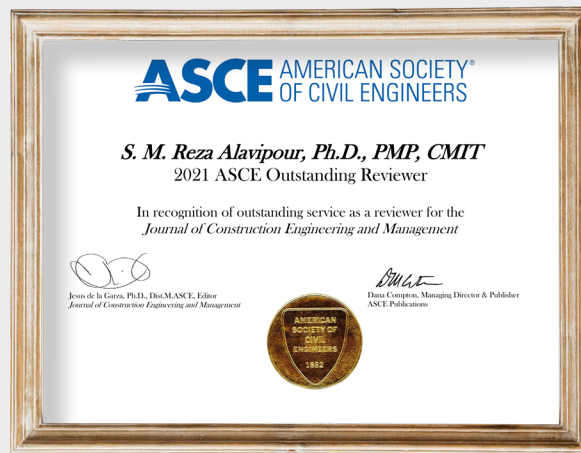 ASCE AMERICAN SOCIETY®
OF CIVIL ENGINEERS
S. M. Reza Alavipour, Ph.D., PMP, CMIT
2021 ASCE Outstanding Reviewer
In recognition of outstanding service as a reviewer for the
Journal of Construction Engineering and Management
Jesus de la Garza, Ph.D., Dist.M.ASCE, Editor
Journal of Construction Engineering and Management
Dana Compton, Managing Director & Publisher
ASCE Publications
AMERICAN
SOCIETY OF
CIVIL
ENGINEERS
1852